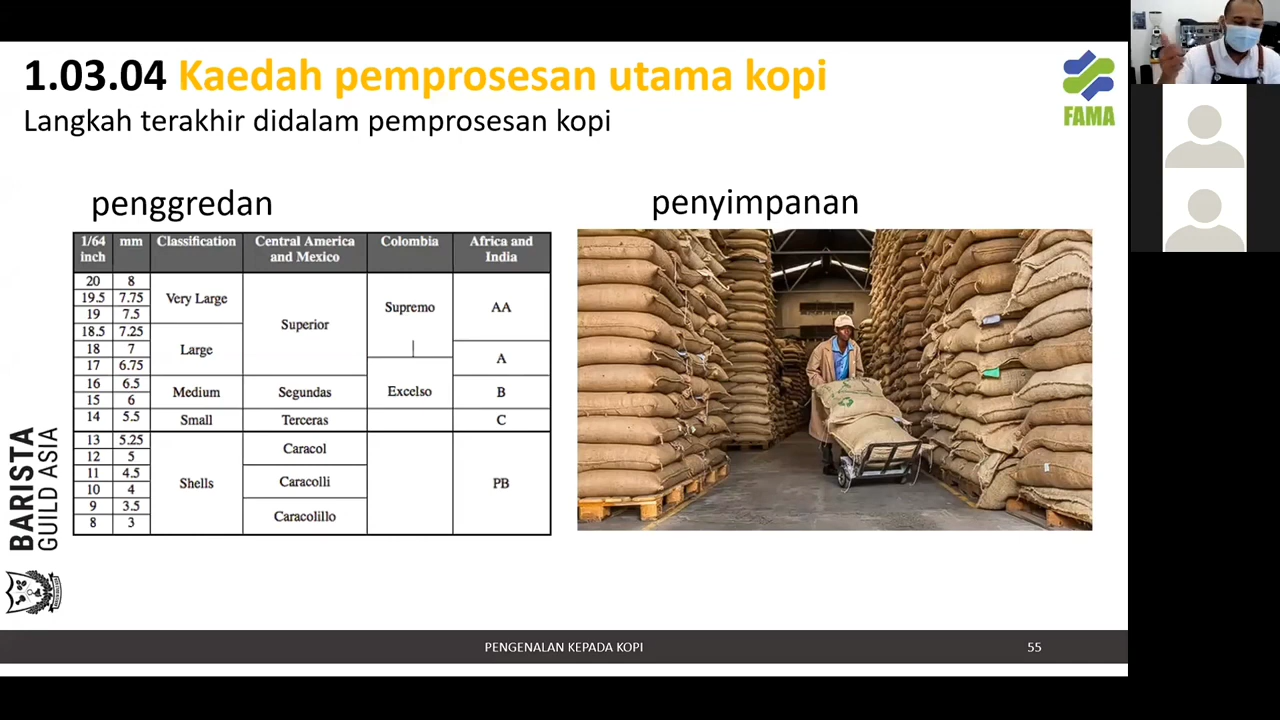 1.03.04 Kaedah pemprosesan utama kopi
Langkah terakhir didalam pemprosesan kopi
FAMA
penggredan
penyimpanan
1/64 inch mm Classification Central America and Mexico Colombia Africa and India
20 8
19.5 7.75 Very Large Supremo AA
19 7.5
18.5 7.25 Superior
18 7 Large A
17 6.75
16 6.5 Medium Segundas Excelso B
15 6
14 5.5 Small Terceras C
13 5.25 Caracol
12 5
11 4.5 Shells Caracolli PB
10 4
9 3.5 Caracolillo
8 3
BARISTA
GUILD ASIA
PENGENALAN KEPADA KOPI 55